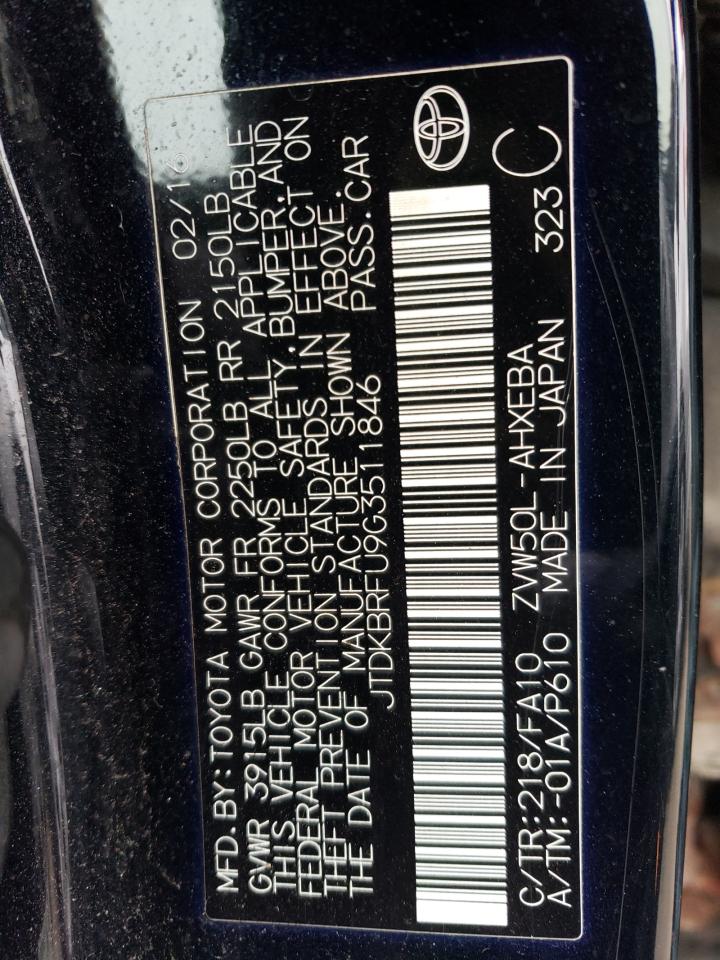 MFD.BY:TOYOTA MOTOR CORPORATION 02/16
GVWR 3915LB GAWR FR 2250LB RR 2150LB
THIS VEHICLE CONFORMS TO ALL APPLICABLE
FEDERAL MOTOR VEHICLE SAFETY,BUMPER,AND
THEFT PREVENTION STANDARDS IN EFFECT ON
THE DATE OF MANUFACTURE SHOWN ABOVE.
JTDKBRFU9G3511846 PASS.CAR
C/TR:218/FA10 ZVW50L-AHXEBA 323 C
A/TM:-01A/P610 MADE IN JAPAN